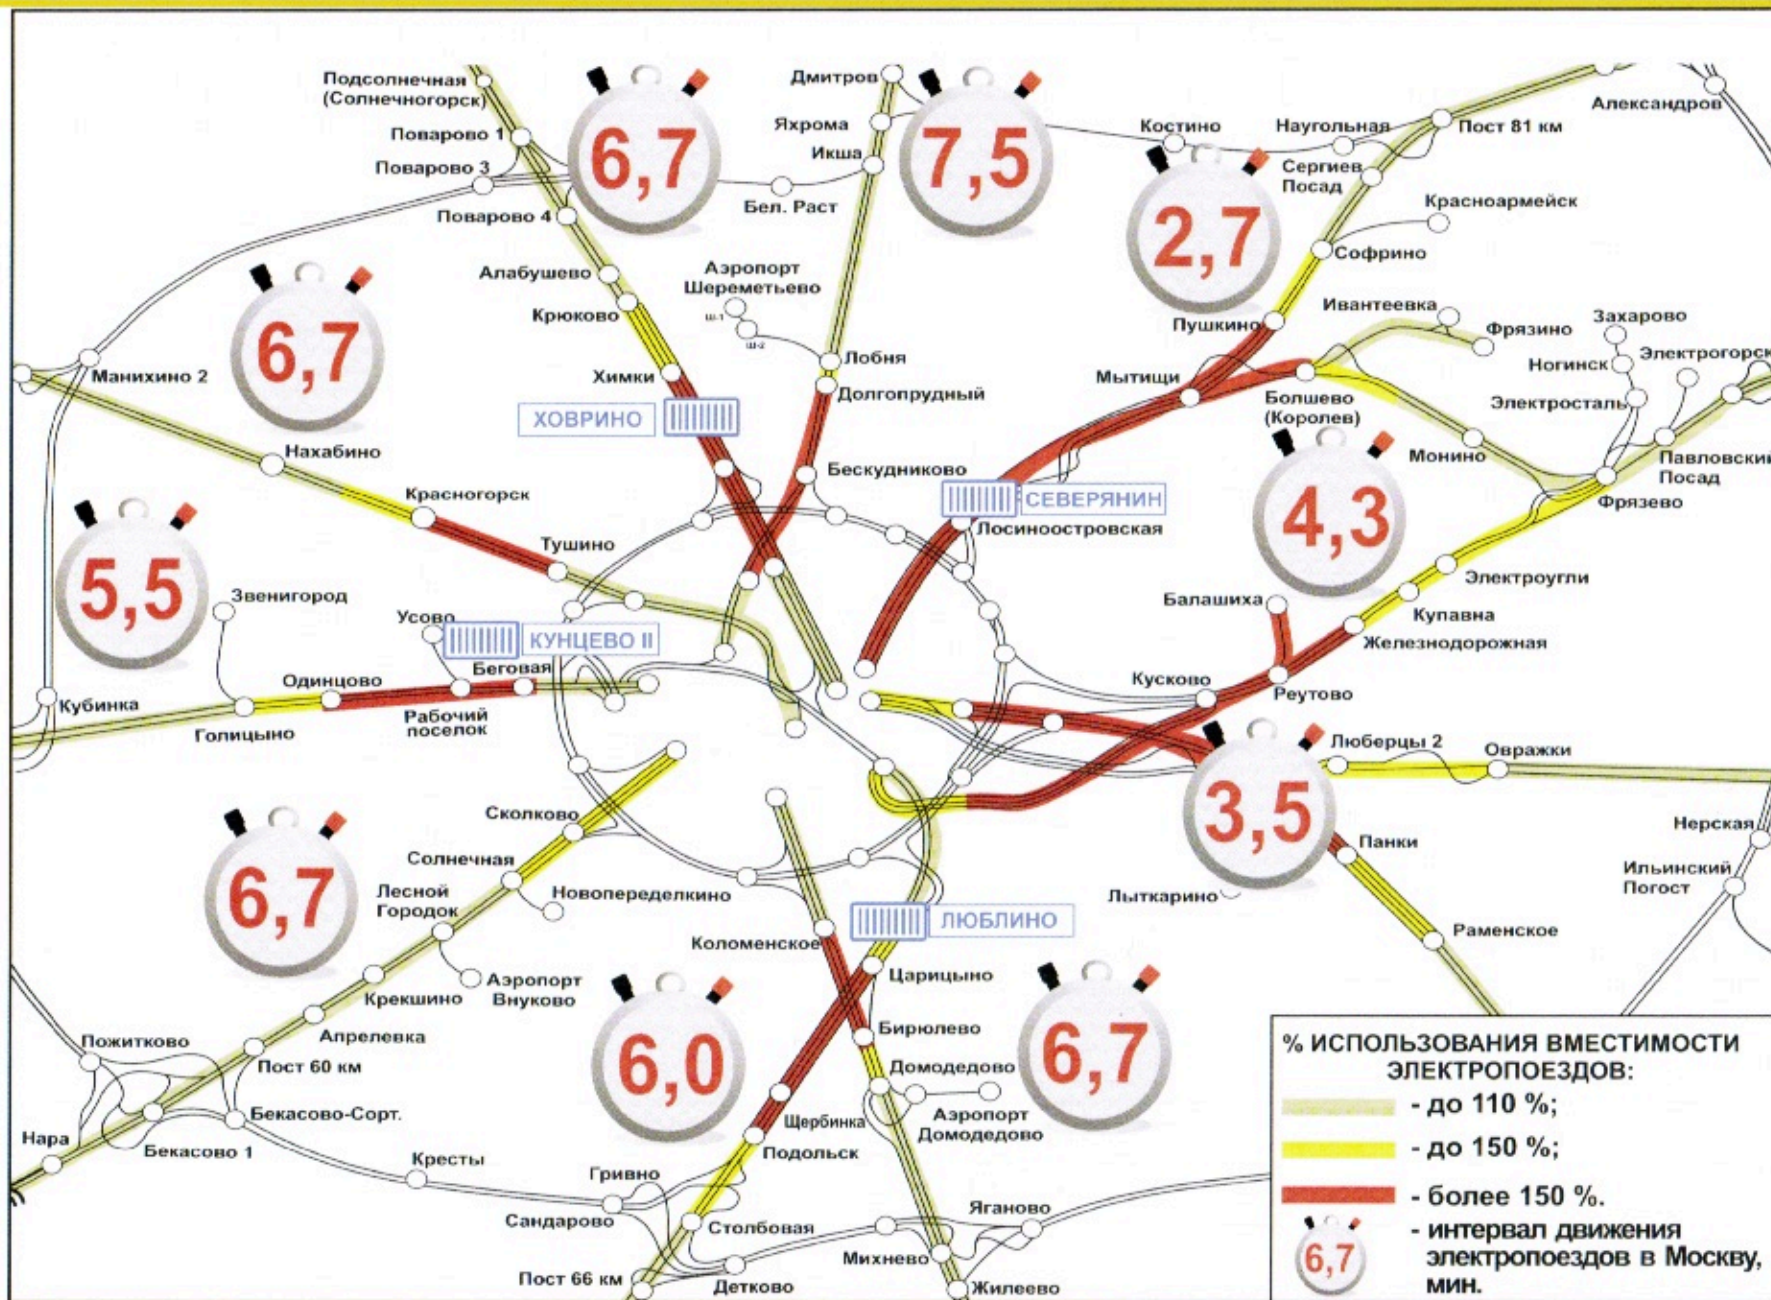 Подсолнечная
(Солнечногорск)
Поварово 1
Поварово 3
Поварово 4
Алабушево
Крюково
Химки
ХОВРИНО
6,7
Дмитров
Яхрома
Икша
Бел. Раст
Аэропорт
Шереметьево
Ш-1
Ш-2
Лобня
Долгопрудный
Бескудниково
7,5
Костино
Наугольная
Сергиев
Посад
Пост 81 км
Александров
Красноармейск
Софрино
2,7
Пушкино
Ивантеевка
Фрязино
Захарово
Ногинск
Электрогорск
Электросталь
Мытищи
Болшево
(Королев)
Монино
Павловский
Посад
Фрязево
СЕВЕРЯНИН
Лосиноостровская
4,3
Электроугли
Купавна
Балашиха
Железнодорожная
Кусково
Реутово
6,7
Манихино 2
Нахабино
Красногорск
Тушино
5,5
Звенигород
Усово
КУНЦЕВО II
Беговая
Одинцово
Кубинка
Голицыно
Рабочий
поселок
3,5
Люберцы 2
Овражки
Панки
Нерская
Ильинский
Погост
Лыткарино
Раменское
6,7
Сколково
Солнечная
Лесной
Городок
Новопеределкино
Крекшино
Аэропорт
Внуково
Апрелевка
Пожитково
Пост 60 км
Бекасово-Сорт.
Нара
Бекасово 1
Кресты
ЛЮБЛИНО
Коломенское
Царицыно
6,0
Бирюлево
6,7
Домодедово
Аэропорт
Домодедово
Щербинка
Подольск
Гривно
Сандарово
Столбовая
Яганово
Михнево
Пост 66 км
Детково
Жилеево
% ИСПОЛЬЗОВАНИЯ ВМЕСТИМОСТИ
ЭЛЕКТРОПОЕЗДОВ:
- до 110 %;
- до 150 %;
- более 150 %.
6,7
- интервал движения
электропоездов в Москву,
мин.